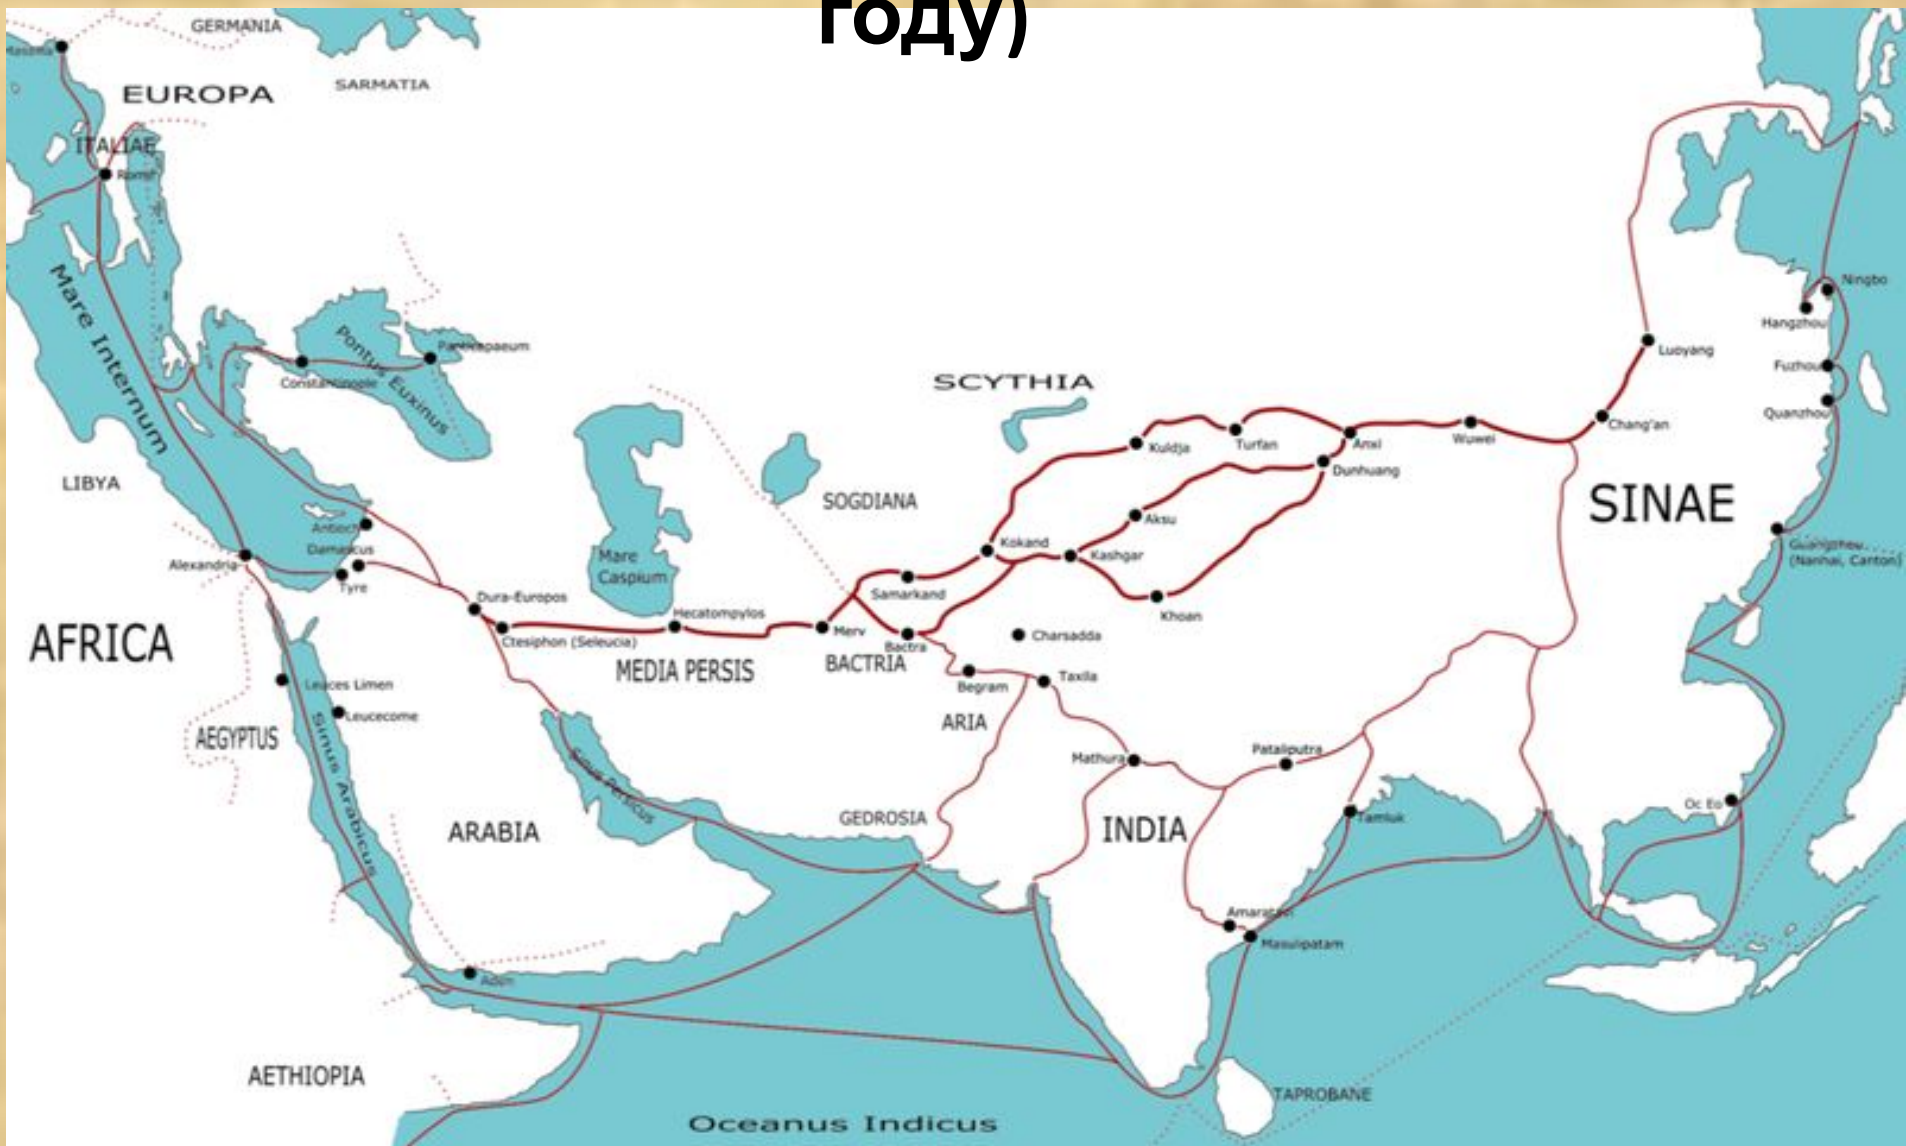 году)
GERMANIA
SARMATIA
EUROPA
ITALIAE
Rome
Mare Internum
Pontus Euxinus
Panticapaeum
Constantinople
SCYTHIA
LIBYA
SOGDIANA
Mare
Caspium
Antioch
Damascus
Alexandria
Tyre
AFRICA
Dura-Europos
Ctesiphon (Seleucia)
Hecatompylos
MEDIA PERSIS
Merv
Samarkand
Bactra
BACTRIA
Kokand
Kashgar
Kuldja
Turfan
Aksu
Khoan
Anxi
Dunhuang
Wuwei
Chang'an
Luoyang
SINAE
Ningbo
Hangzhou
Fuzhou
Quanzhou
Guangzhou
(Nanhai, Canton)
Charsadda
Begram
Taxila
ARIA
Leuces Limen
Leucecome
AEGYPTUS
Sinus Arabicus
Sinus Persicus
ARABIA
GEDROSIA
Mathura
Pataliputra
INDIA
Tamluk
Oc Eo
Masulipatam
Aden
AETHIOPIA
TAPROBANE
Oceanus Indicus